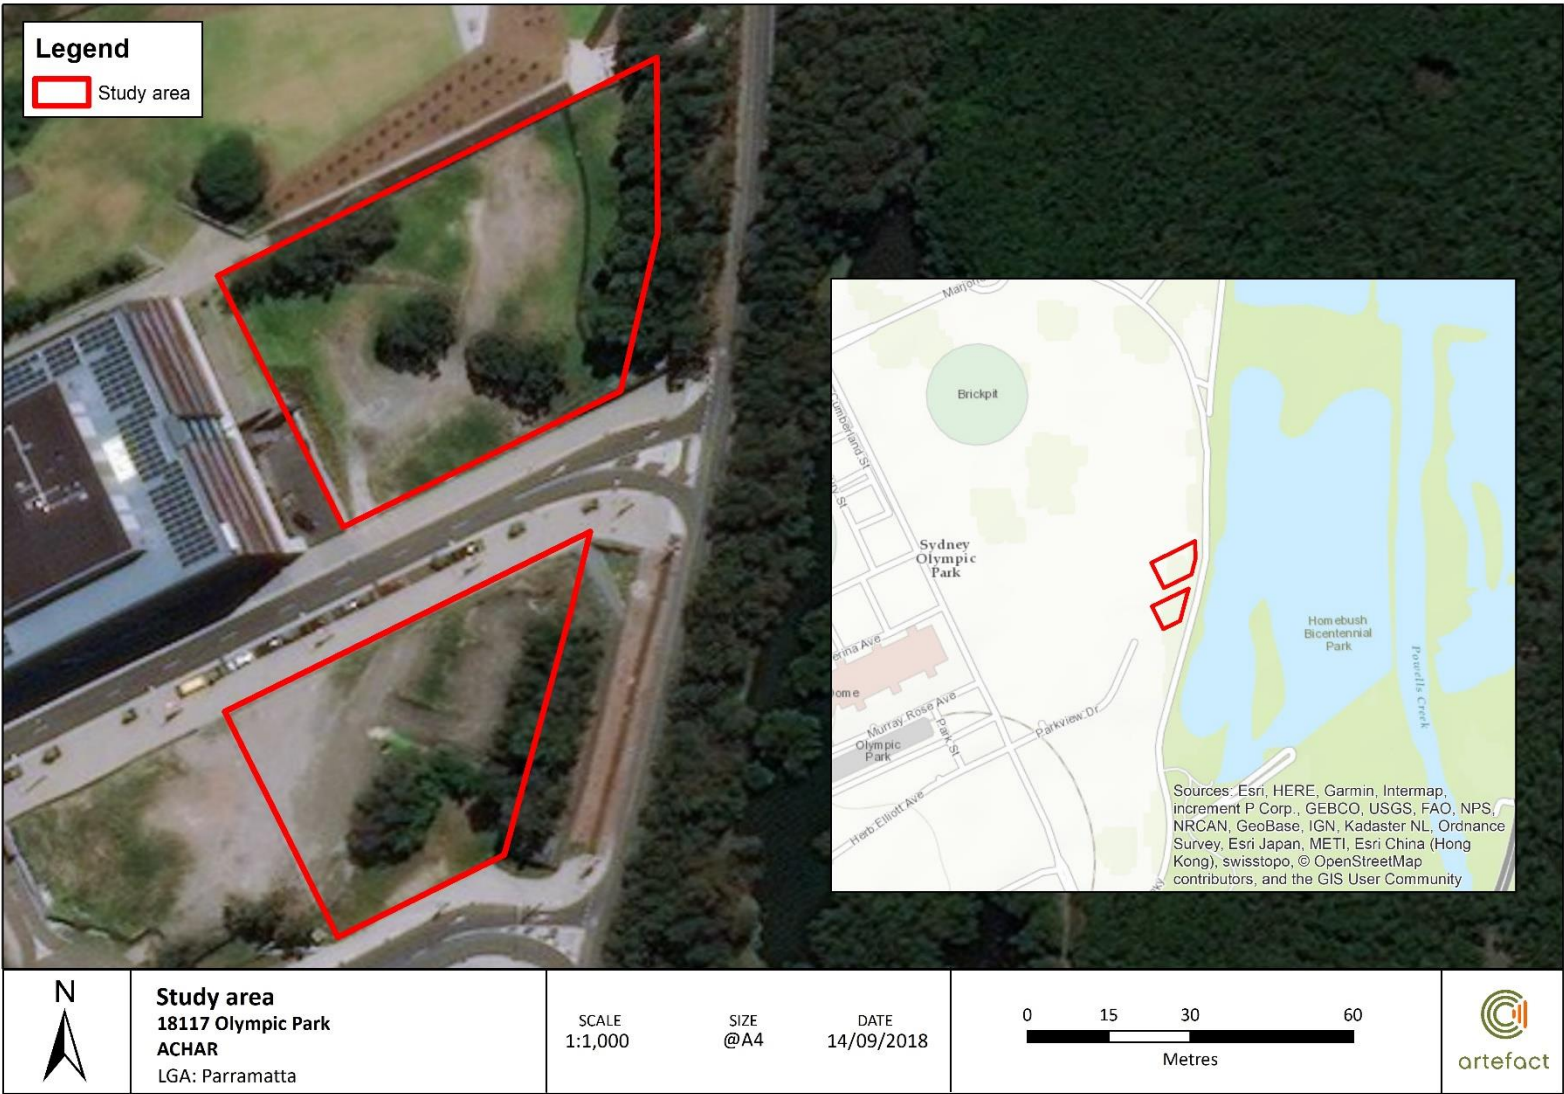 Legend
Study area
Marjorie
Brickpit
Cumberland St
Sydney
Olympic
Park
Homebush
Bicentennial
Park
Powells Creek
Murray Rose Ave
Park St
Parkview Dr
Olympic
Park
Herb Elliott Ave
Sources: Esri, HERE, Garmin, Intermap,
increment P Corp., GEBCO, USGS, FAO, NPS,
NRCAN, GeoBase, IGN, Kadaster NL, Ordnance
Survey, Esri Japan, METI, Esri China (Hong
Kong), swisstopo, © OpenStreetMap
contributors, and the GIS User Community
N
Study area
18117 Olympic Park
ACHAR
LGA: Parramatta
SCALE
1:1,000
SIZE
@A4
DATE
14/09/2018
0 15 30 60
Metres
artefact